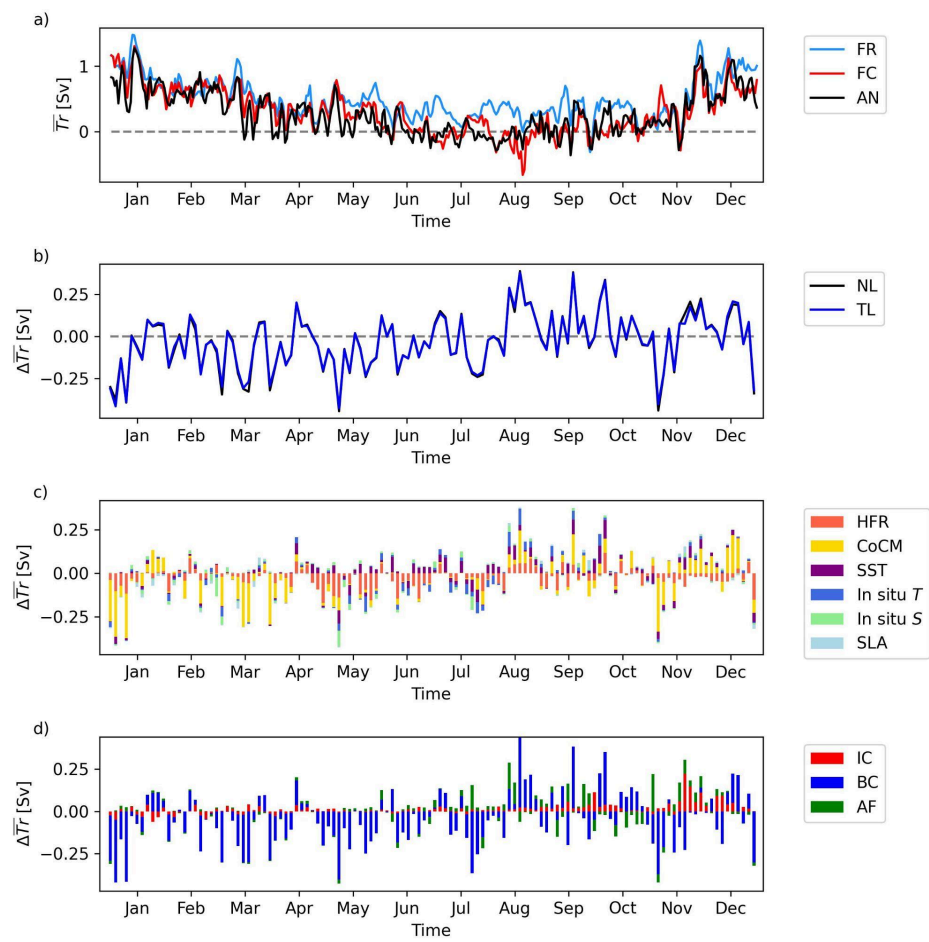 a)
1
0
T̅r̅ [Sv]
Jan Feb Mar Apr May Jun Jul Aug Sep Oct Nov Dec
Time
FR
FC
AN
b)
0.25
0.00
−0.25
ΔT̅r̅ [Sv]
Jan Feb Mar Apr May Jun Jul Aug Sep Oct Nov Dec
Time
NL
TL
c)
0.25
0.00
−0.25
ΔT̅r̅ [Sv]
Jan Feb Mar Apr May Jun Jul Aug Sep Oct Nov Dec
Time
HFR
CoCM
SST
In situ T
In situ S
SLA
d)
0.25
0.00
−0.25
ΔT̅r̅ [Sv]
Jan Feb Mar Apr May Jun Jul Aug Sep Oct Nov Dec
Time
IC
BC
AF